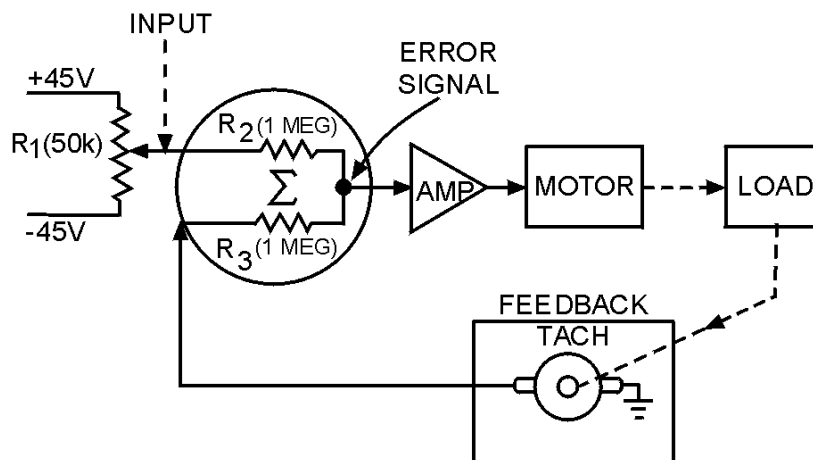 INPUT
ERROR
SIGNAL
+45V
R1(50k)
-45V
R2(1 MEG)
Σ
R3(1 MEG)
AMP
MOTOR
LOAD
FEEDBACK
TACH